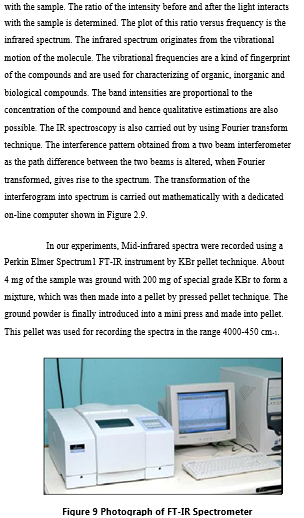 with the sample. The ratio of the intensity before and after the light interacts
with the sample is determined. The plot of this ratio versus frequency is the
infrared spectrum. The infrared spectrum originates from the vibrational
motion of the molecule. The vibrational frequencies are a kind of fingerprint
of the compounds and are used for characterizing of organic, inorganic and
biological compounds. The band intensities are proportional to the
concentration of the compound and hence qualitative estimations are also
possible. The IR spectroscopy is also carried out by using Fourier transform
technique. The interference pattern obtained from a two beam interferometer
as the path difference between the two beams is altered, when Fourier
transformed, gives rise to the spectrum. The transformation of the
interferogram into spectrum is carried out mathematically with a dedicated
on-line computer shown in Figure 2.9.
In our experiments, Mid-infrared spectra were recorded using a
Perkin Elmer Spectrum1 FT-IR instrument by KBr pellet technique. About
4 mg of the sample was ground with 200 mg of special grade KBr to form a
mixture, which was then made into a pellet by pressed pellet technique. The
ground powder is finally introduced into a mini press and made into pellet.
This pellet was used for recording the spectra in the range 4000-450 cm-1.
Figure 9 Photograph of FT-IR Spectrometer